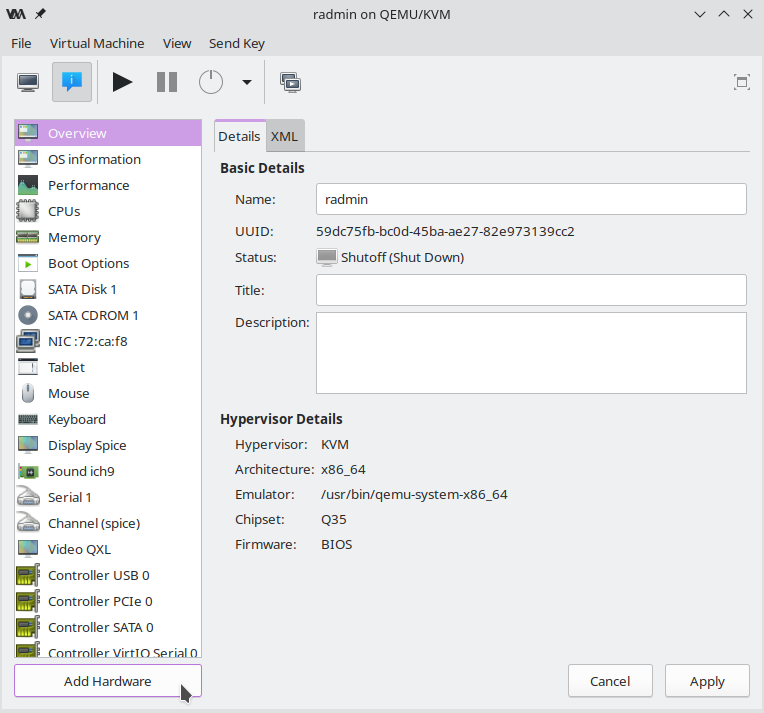 radmin on QEMU/KVM
File Virtual Machine View Send Key
Overview
OS information
Performance
CPUs
Memory
Boot Options
SATA Disk 1
SATA CDROM 1
NIC :72:ca:f8
Tablet
Mouse
Keyboard
Display Spice
Sound ich9
Serial 1
Channel (spice)
Video QXL
Controller USB 0
Controller PCIe 0
Controller SATA 0
Controller VirtIO Serial 0
Add Hardware
Details XML
Basic Details
Name: radmin
UUID: 59dc75fb-bc0d-45ba-ae27-82e973139cc2
Status: Shutoff (Shut Down)
Title:
Description:
Hypervisor Details
Hypervisor: KVM
Architecture: x86_64
Emulator: /usr/bin/qemu-system-x86_64
Chipset: Q35
Firmware: BIOS
Cancel Apply